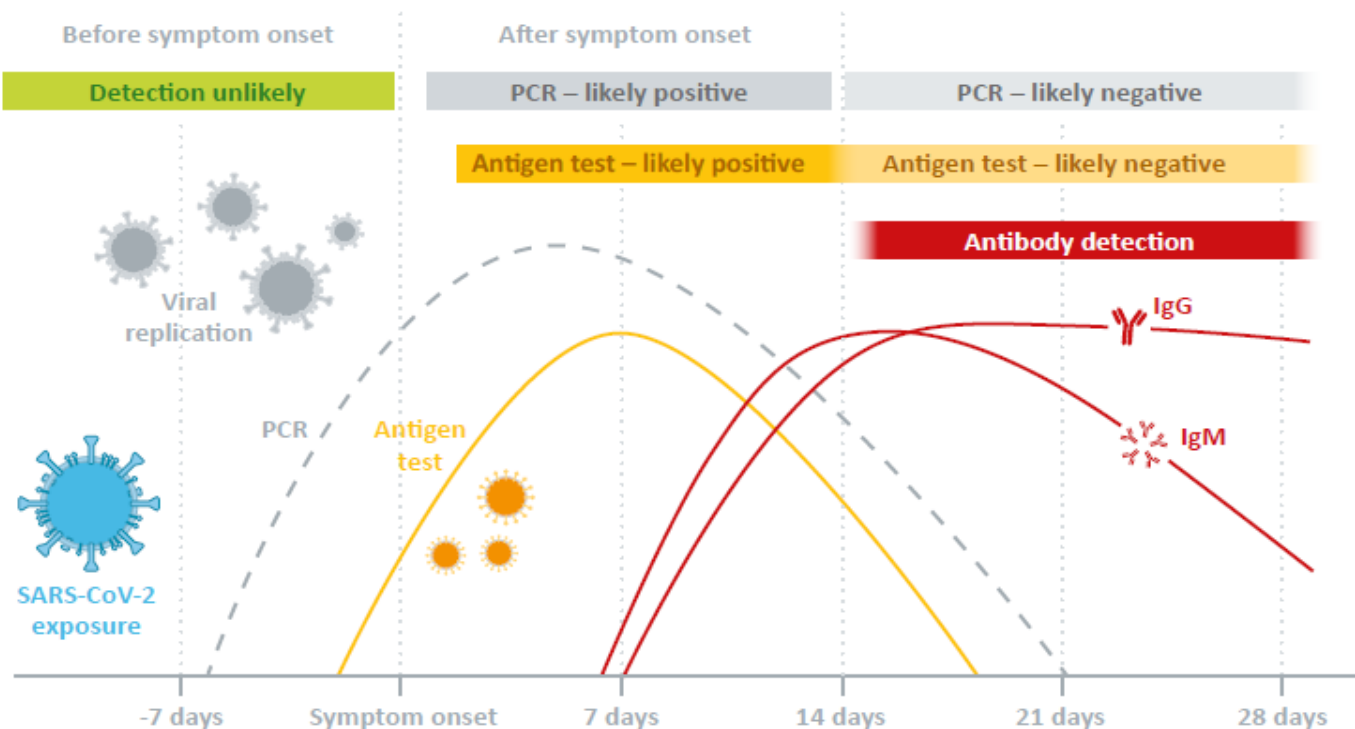 Before symptom onset
After symptom onset
Detection unlikely
PCR – likely positive
PCR – likely negative
Antigen test – likely positive
Antigen test – likely negative
Antibody detection
Viral
replication
IgG
PCR
Antigen
test
IgM
SARS-CoV-2
exposure
-7 days
Symptom onset
7 days
14 days
21 days
28 days